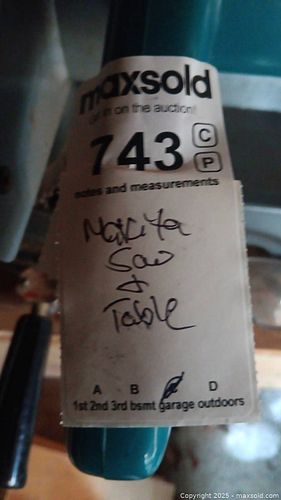 maxsold
in on the auction!
743 C
P
notes and measurements
Makita
Saw
+
Table
A B D
1st 2nd 3rd bsmt garage outdoors
Copyright 2025 - maxsold.com